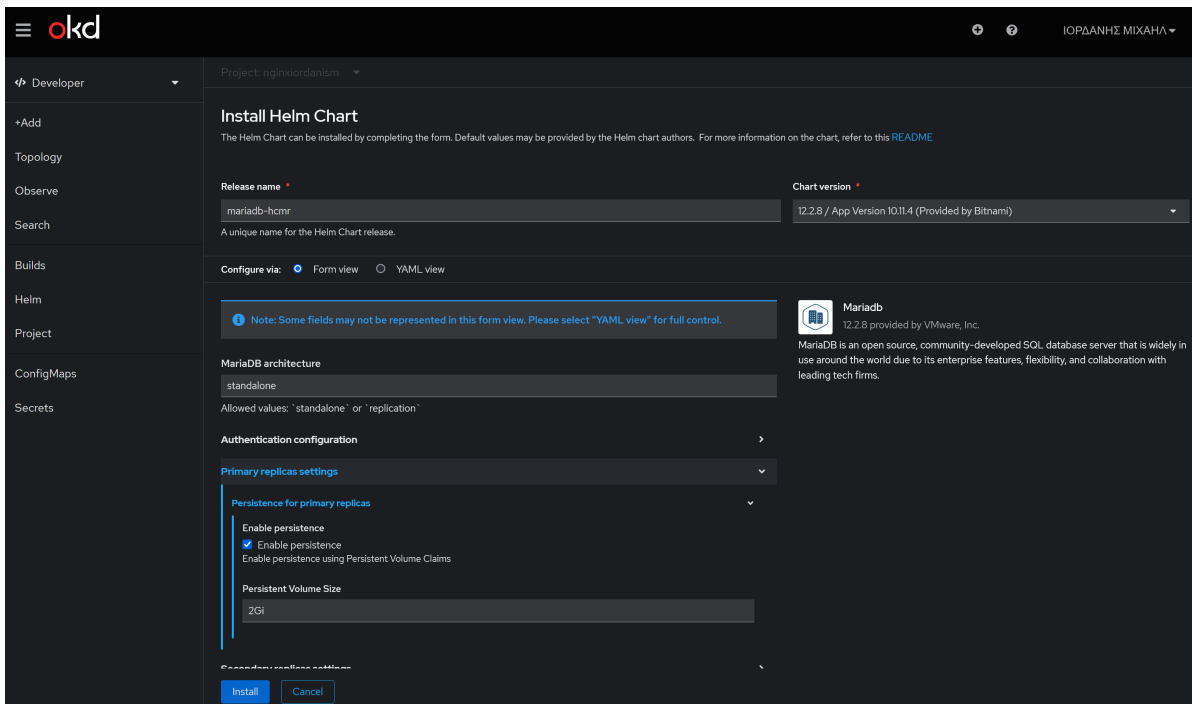 okd
ΙΟΡΔΑΝΗΣ ΜΙΧΑΗΛ
Developer
+Add
Topology
Observe
Search
Builds
Helm
Project
ConfigMaps
Secrets
Project: nginxiordanism
Install Helm Chart
The Helm Chart can be installed by completing the form. Default values may be provided by the Helm chart authors. For more information on the chart, refer to this README
Release name *
mariadb-hcmr
A unique name for the Helm Chart release.
Chart version *
12.2.8 / App Version 10.11.4 (Provided by Bitnami)
Configure via: Form view YAML view
Note: Some fields may not be represented in this form view. Please select "YAML view" for full control.
MariaDB architecture
standalone
Allowed values: `standalone` or `replication`
Authentication configuration
Primary replicas settings
Persistence for primary replicas
Enable persistence
Enable persistence
Enable persistence using Persistent Volume Claims
Persistent Volume Size
2Gi
Secondary replicas settings
Install Cancel
Mariadb
12.2.8 provided by VMware, Inc.
MariaDB is an open source, community-developed SQL database server that is widely in
use around the world due to its enterprise features, flexibility, and collaboration with
leading tech firms.